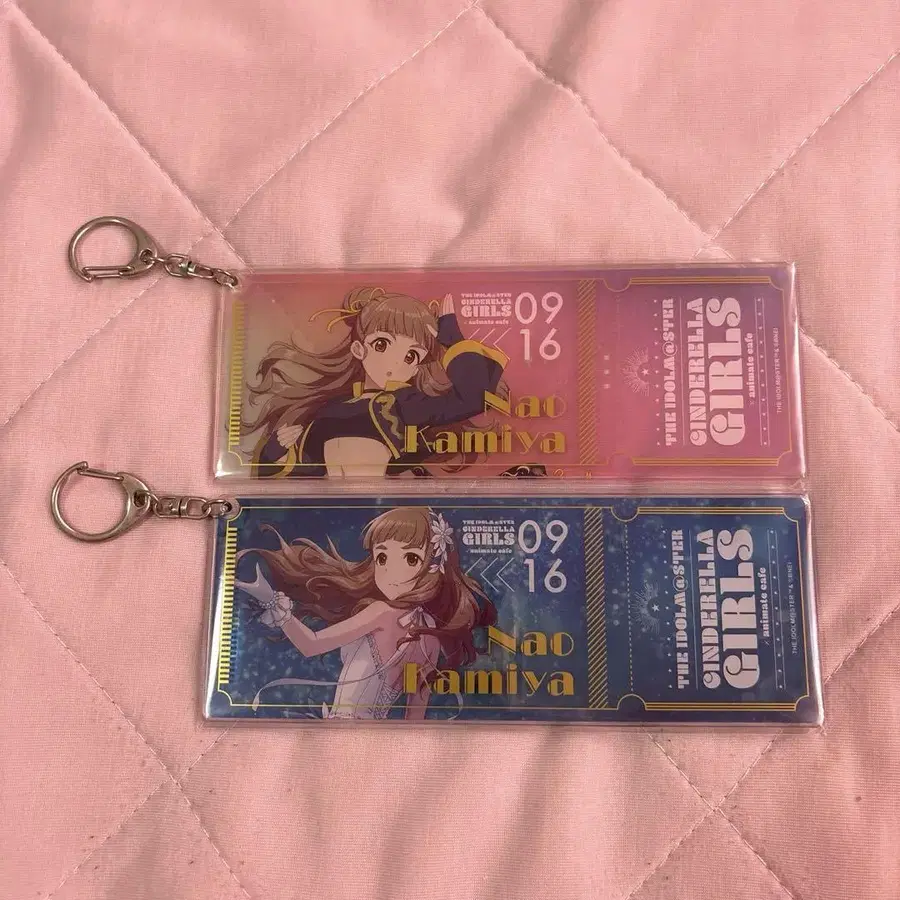 THE IDOLM@STER
CINDERELLA
GIRLS
× animate cafe
09
16
Nao
Kamiya
THE IDOLM@STER
CINDERELLA
GIRLS
× animate cafe
THE IDOLM@STER
CINDERELLA
GIRLS
× animate cafe
09
16
Nao
Kamiya
THE IDOLM@STER
CINDERELLA
GIRLS
× animate cafe